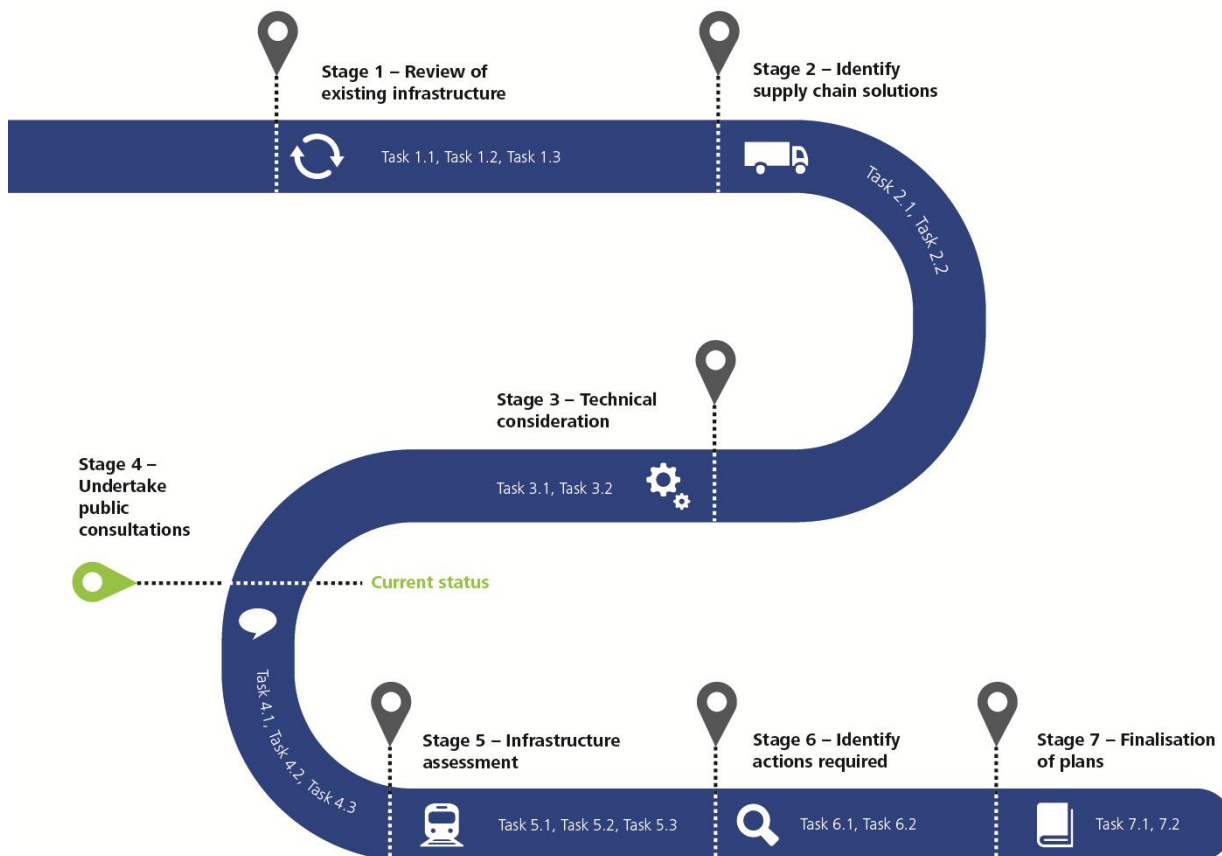 Stage 1 – Review of
existing infrastructure
Stage 2 – Identify
supply chain solutions
Task 1.1, Task 1.2, Task 1.3
Task 2.1, Task 2.2
Stage 3 – Technical
consideration
Task 3.1, Task 3.2
Stage 4 –
Undertake
public
consultations
Current status
Task 4.1, Task 4.2, Task 4.3
Stage 5 – Infrastructure
assessment
Task 5.1, Task 5.2, Task 5.3
Stage 6 – Identify
actions required
Task 6.1, Task 6.2
Stage 7 – Finalisation
of plans
Task 7.1, 7.2